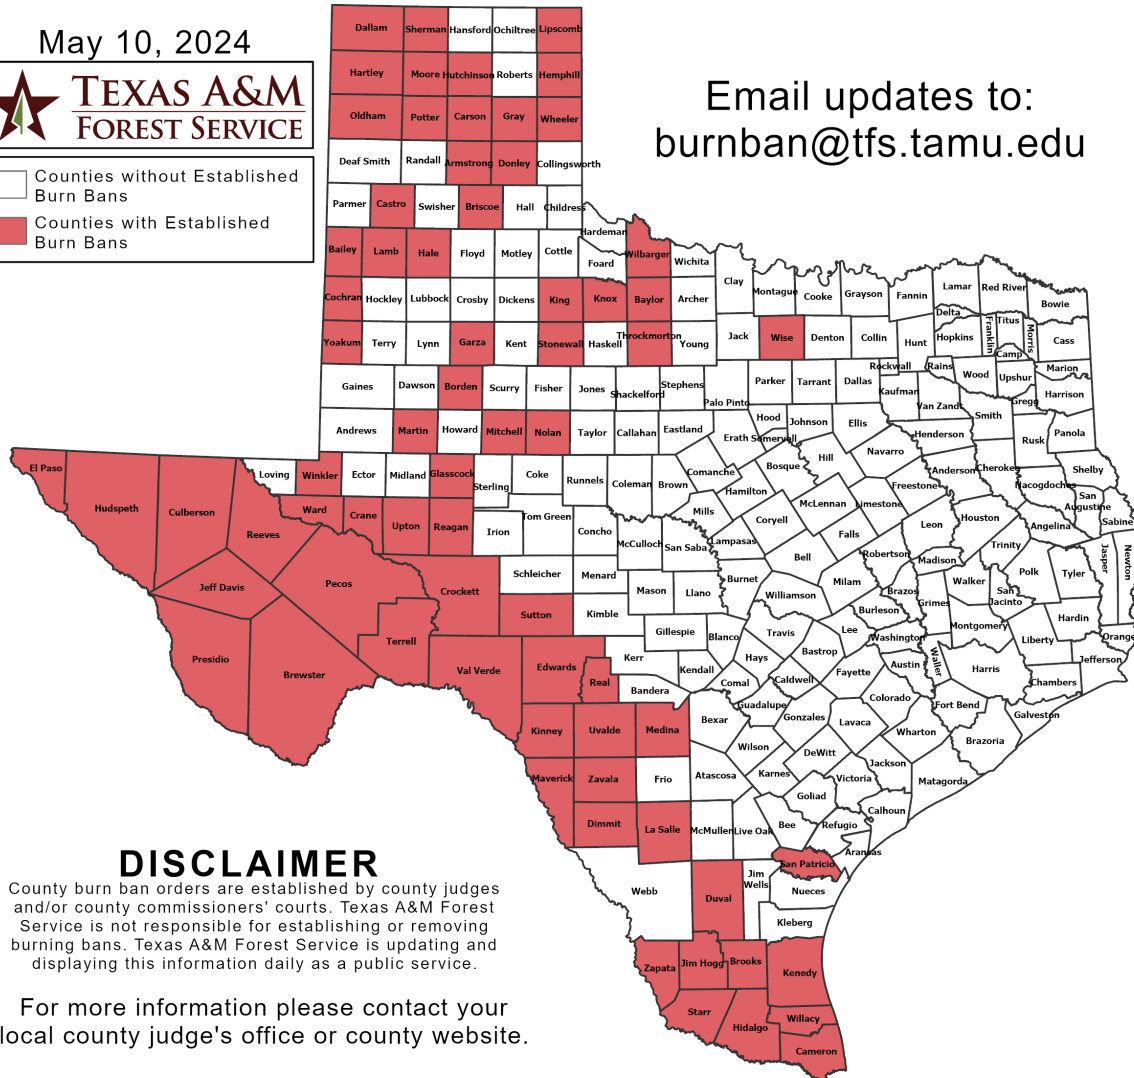 May 10, 2024
TEXAS A&M
FOREST SERVICE
Counties without Established
Burn Bans
Counties with Established
Burn Bans
Email updates to:
burnban@tfs.tamu.edu
Dallam Sherman Hansford Ochiltree Lipscomb
Hartley Moore Hutchinson Roberts Hemphill
Oldham Potter Carson Gray Wheeler
Deaf Smith Randall Armstrong Donley Collingsworth
Parmer Castro Swisher Briscoe Hall Childress
Hardeman
Bailey Lamb Hale Floyd Motley Cottle Foard Wilbarger Wichita
Clay Montague Cooke Grayson Fannin Lamar Red River Bowie
Cochran Hockley Lubbock Crosby Dickens King Knox Baylor Archer
Delta Franklin Titus Morris Cass
Yoakum Terry Lynn Garza Kent Stonewall Haskell Throckmorton Young Jack Wise Denton Collin Hunt Hopkins
Camp Marion
Rockwall Rains Wood Upshur
Gaines Dawson Borden Scurry Fisher Jones Shackelford Stephens Palo Pinto Parker Tarrant Dallas Kaufman Van Zandt Gregg Harrison
Andrews Martin Howard Mitchell Nolan Taylor Callahan Eastland Erath Somervell Hood Johnson Ellis Henderson Smith Rusk Panola
El Paso Hudspeth Culberson Reeves Loving Winkler Ector Midland Glasscock Sterling Coke Runnels Coleman Brown Comanche Bosque Hill Navarro Anderson Cherokee Shelby
Hamilton Freestone Nacogdoches San
Augustine
Ward Crane Upton Reagan Irion Tom Green Concho Mills McLennan Limestone Sabine
McCulloch San Saba Lampasas Coryell Falls Leon Houston Angelina
Jeff Davis Pecos Crockett Schleicher Menard Bell Robertson Madison Trinity Polk Tyler Jasper Newton
Mason Llano Burnet Williamson Milam Brazos Grimes Walker San
Jacinto
Sutton Kimble Burleson Hardin
Presidio Brewster Terrell Val Verde Edwards Real Gillespie Blanco Travis Lee Washington Montgomery Liberty Orange
Kerr Kendall Hays Bastrop Fayette Austin Waller Harris Jefferson
Bandera Comal Caldwell Colorado Chambers
Guadalupe Fort Bend Galveston
Kinney Uvalde Medina Bexar Gonzales Lavaca Wharton Brazoria
Wilson DeWitt
Maverick Zavala Frio Atascosa Karnes Victoria Jackson Matagorda
Goliad Calhoun
Dimmit La Salle McMullen Live Oak Bee Refugio
Aransas
San Patricio
Webb Duval Jim
Wells Nueces
Kleberg
Zapata Jim Hogg Brooks Kenedy
Starr Hidalgo Willacy
Cameron
DISCLAIMER
County burn ban orders are established by county judges
and/or county commissioners' courts. Texas A&M Forest
Service is not responsible for establishing or removing
burning bans. Texas A&M Forest Service is updating and
displaying this information daily as a public service.
For more information please contact your
local county judge's office or county website.